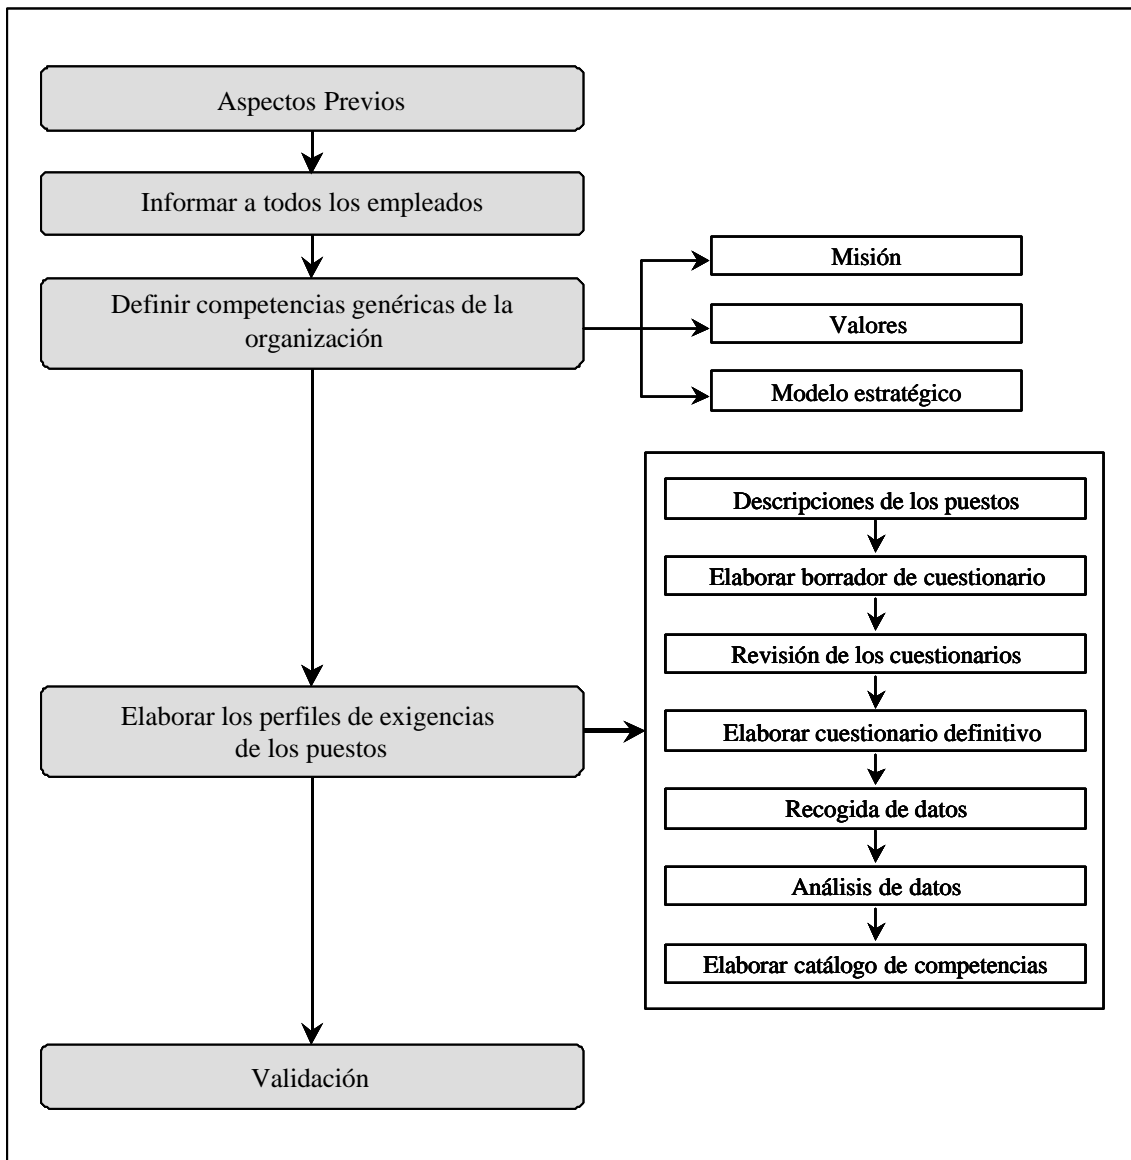 Aspectos Previos
Informar a todos los empleados
Definir competencias genéricas de la
organización
Misión
Valores
Modelo estratégico
Elaborar los perfiles de exigencias
de los puestos
Descripciones de los puestos
Elaborar borrador de cuestionario
Revisión de los cuestionarios
Elaborar cuestionario definitivo
Recogida de datos
Análisis de datos
Elaborar catálogo de competencias
Validación